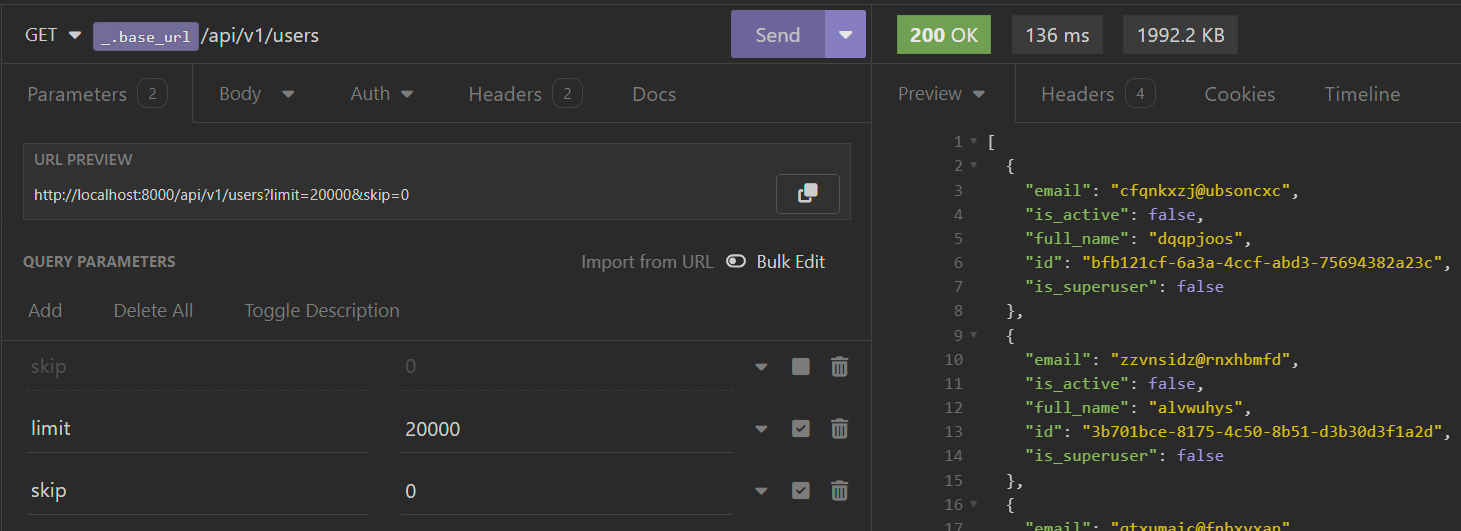 GET _.base_url/api/v1/users Send
Parameters 2 Body Auth Headers 2 Docs
URL PREVIEW
http://localhost:8000/api/v1/users?limit=20000&skip=0
QUERY PARAMETERS Import from URL Bulk Edit
Add Delete All Toggle Description
skip 0
limit 20000
skip 0
200 OK 136 ms 1992.2 KB
Preview Headers 4 Cookies Timeline
1 [
2 {
3 "email": "cfqnkxzj@ubsoncxc",
4 "is_active": false,
5 "full_name": "dqqpjoos",
6 "id": "bfb121cf-6a3a-4ccf-abd3-75694382a23c",
7 "is_superuser": false
8 },
9 {
10 "email": "zzvnsidz@rnxhbmfd",
11 "is_active": false,
12 "full_name": "alvwuhys",
13 "id": "3b701bce-8175-4c50-8b51-d3b30d3f1a2d",
14 "is_superuser": false
15 },
16 {
17 "email":